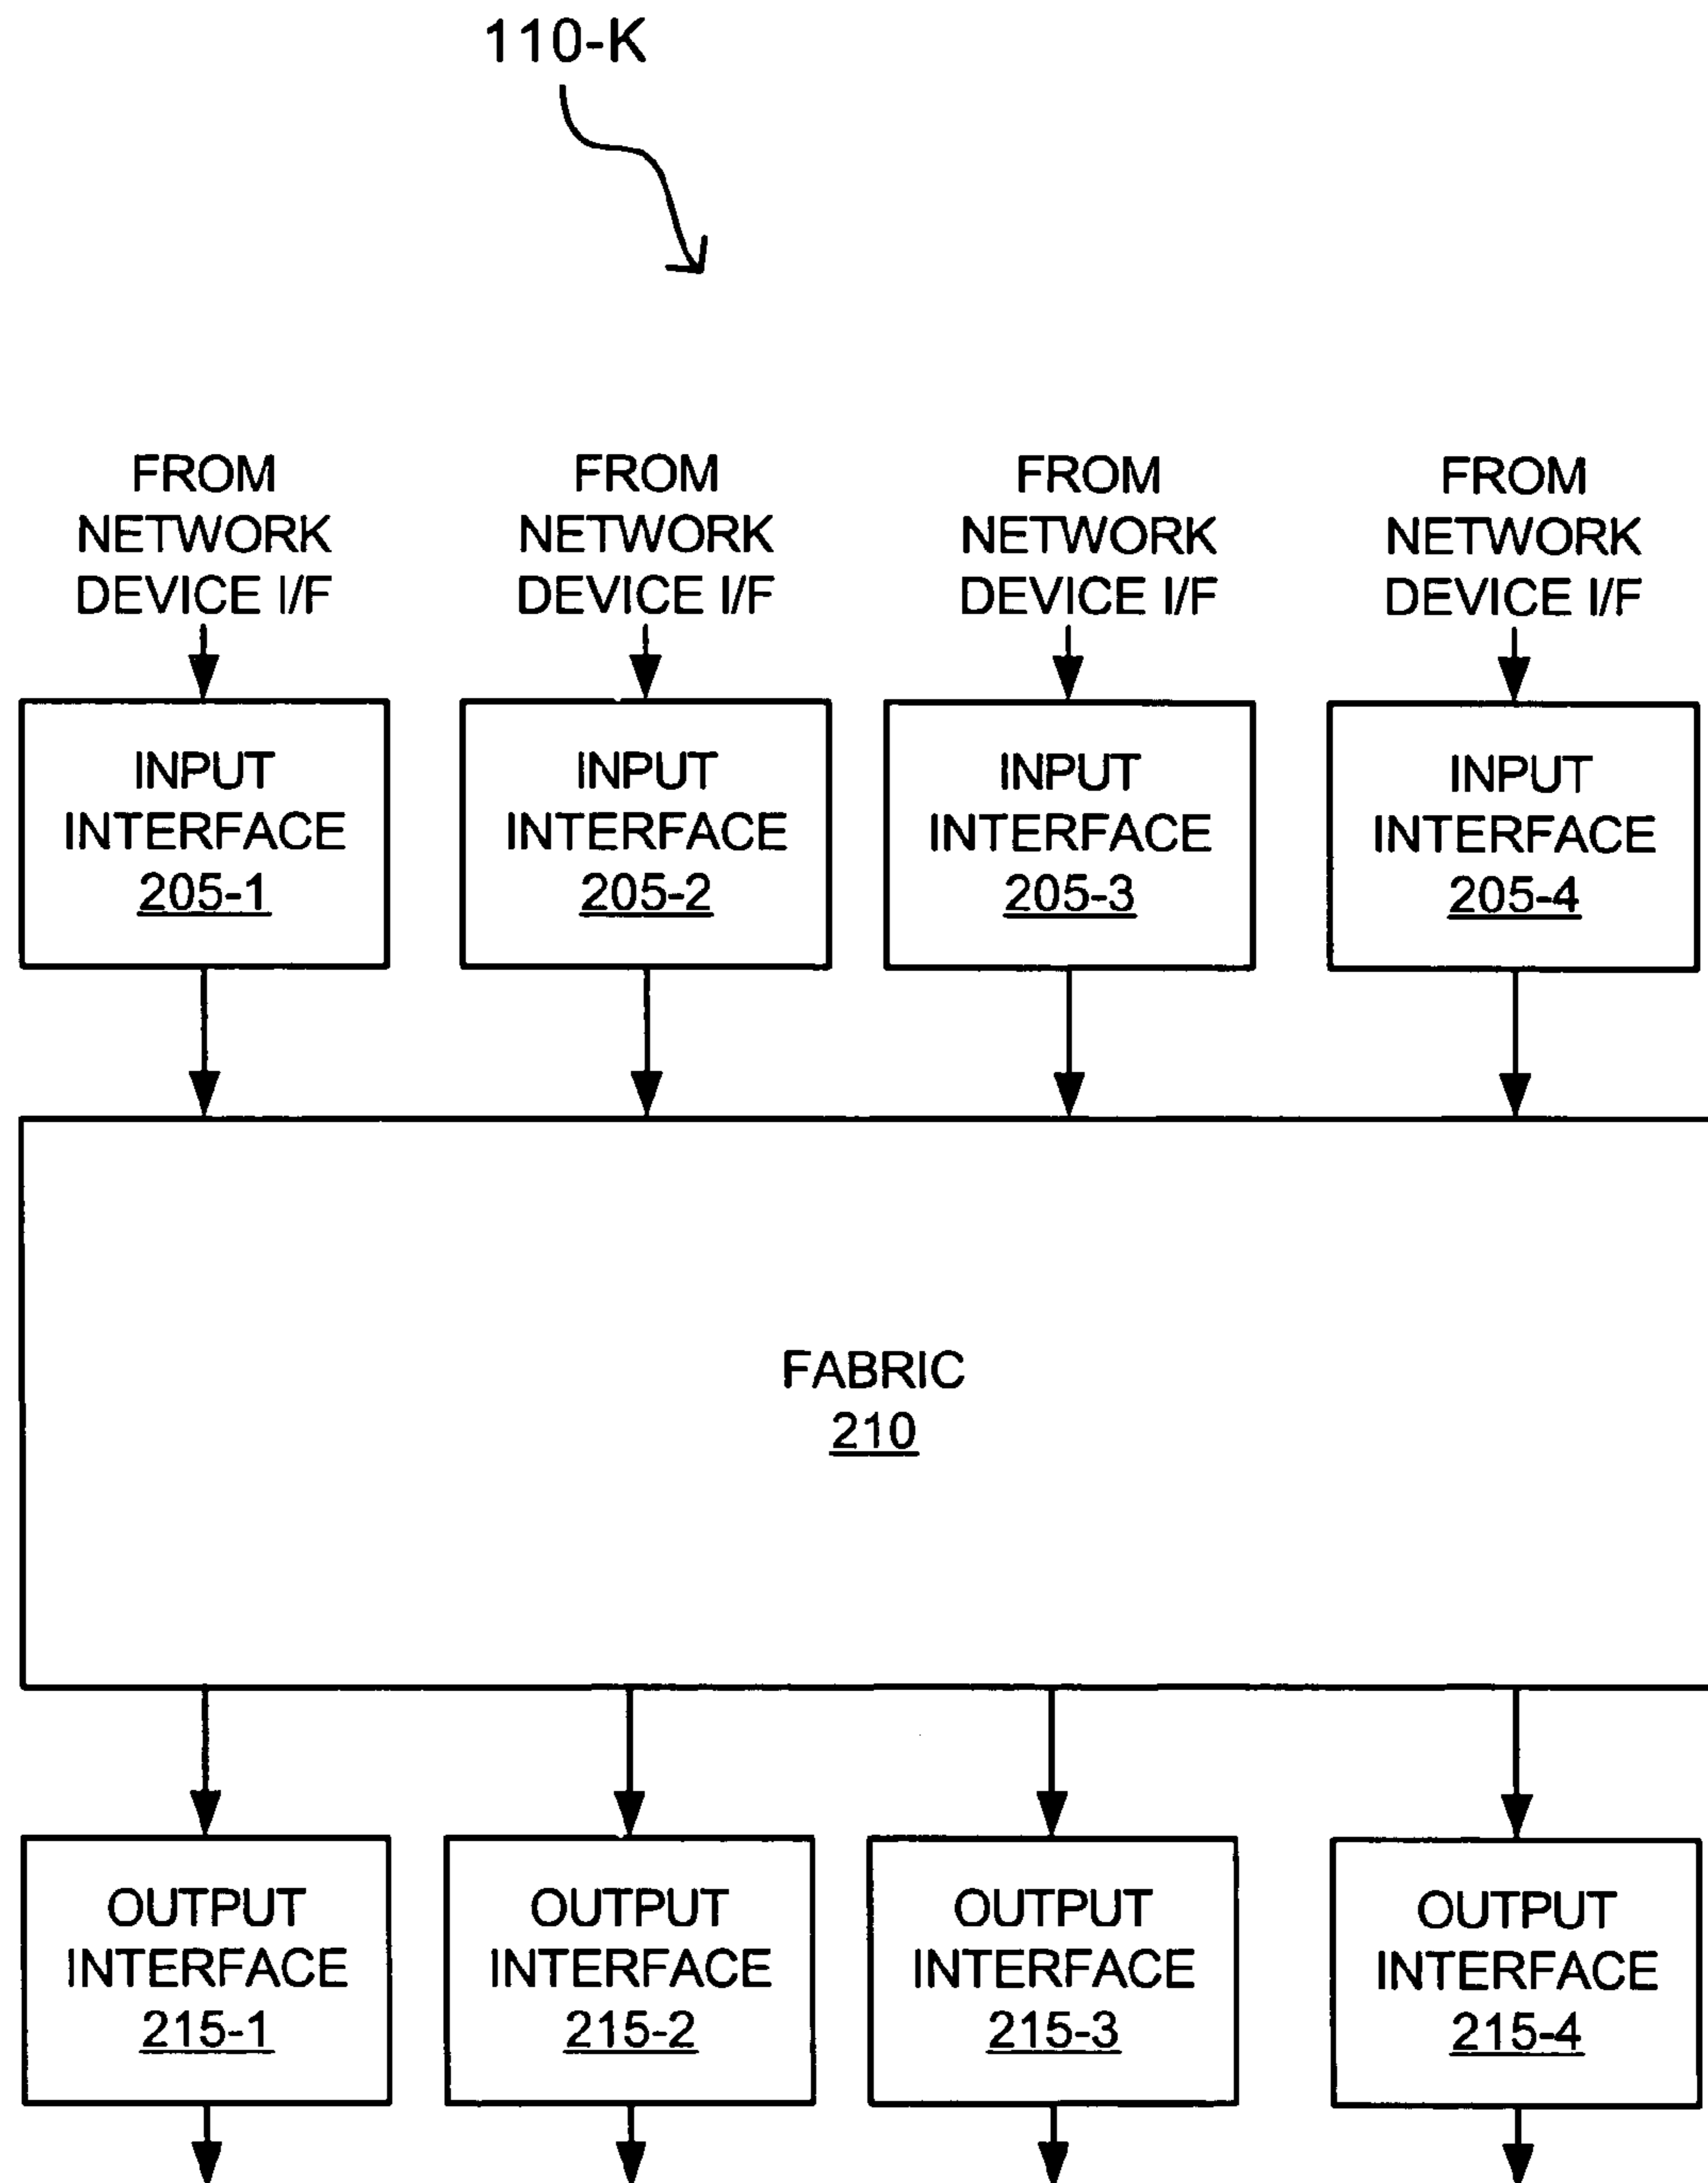 110-K
FROM
NETWORK
DEVICE I/F
FROM
NETWORK
DEVICE I/F
FROM
NETWORK
DEVICE I/F
FROM
NETWORK
DEVICE I/F
INPUT
INTERFACE
205-1
INPUT
INTERFACE
205-2
INPUT
INTERFACE
205-3
INPUT
INTERFACE
205-4
FABRIC
210
OUTPUT
INTERFACE
215-1
OUTPUT
INTERFACE
215-2
OUTPUT
INTERFACE
215-3
OUTPUT
INTERFACE
215-4